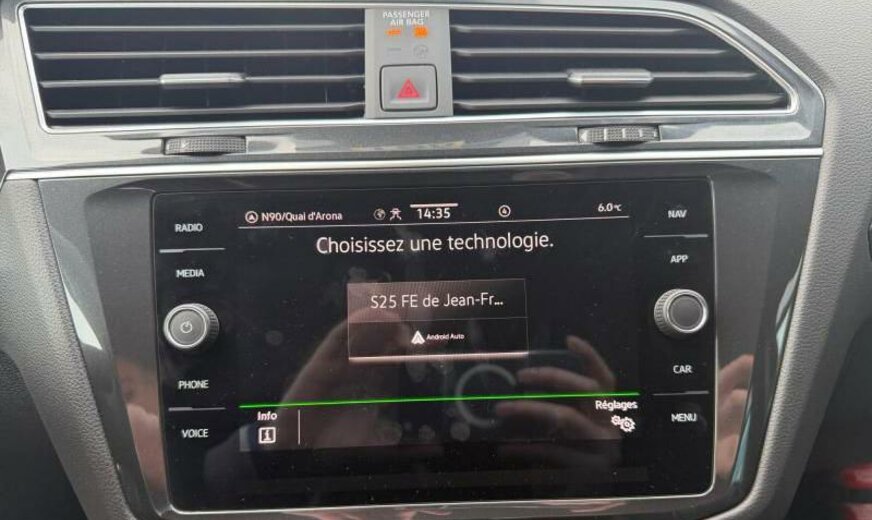 PASSENGER
AIR BAG
RADIO
MEDIA
PHONE
VOICE
N90/Quai d'Arona
14:35
6.0°C
Choisissez une technologie.
S25 FE de Jean-Fr...
Android Auto
Info
Réglages
NAV
APP
CAR
MENU